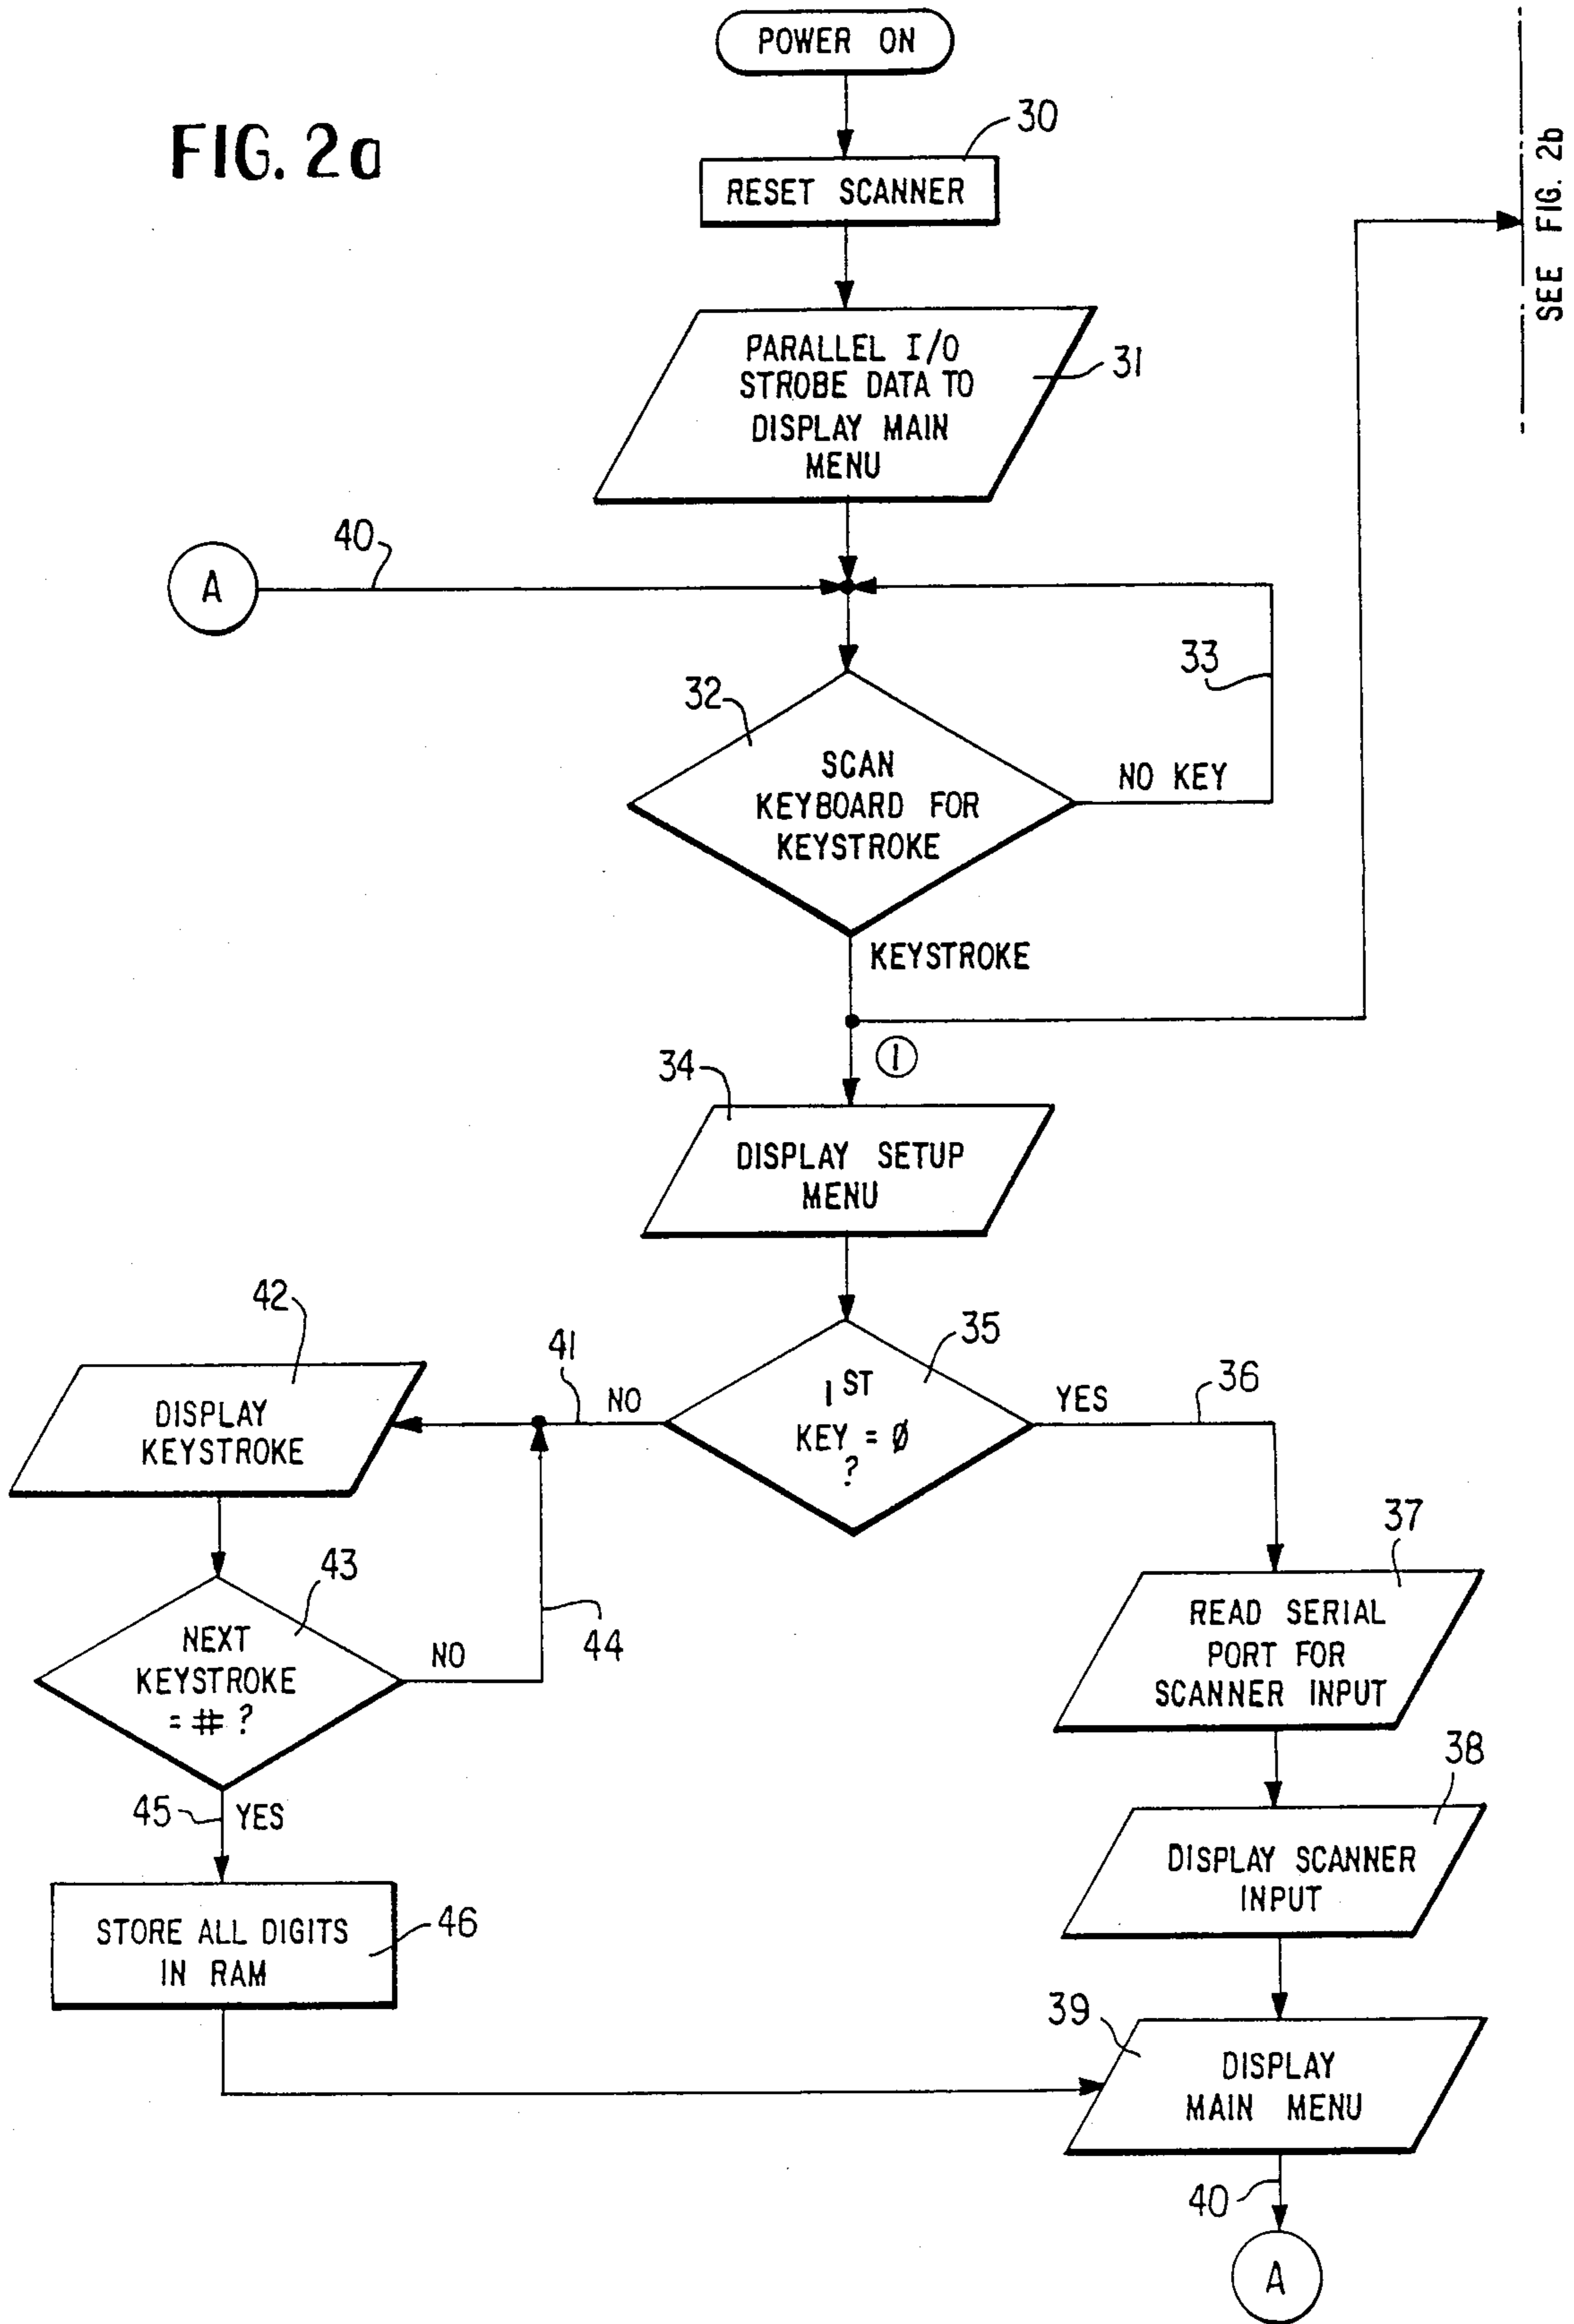 FIG. 2a
POWER ON
30
RESET SCANNER
SEE FIG. 2b
PARALLEL I/O
STROBE DATA TO
DISPLAY MAIN
MENU
31
A
40
33
32
SCAN
KEYBOARD FOR
KEYSTROKE
NO KEY
KEYSTROKE
1
34
DISPLAY SETUP
MENU
42
DISPLAY
KEYSTROKE
41
NO
35
1ST
KEY = Ø
?
YES
36
43
NEXT
KEYSTROKE
= # ?
NO
44
37
READ SERIAL
PORT FOR
SCANNER INPUT
45
YES
38
DISPLAY SCANNER
INPUT
STORE ALL DIGITS
IN RAM
46
39
DISPLAY
MAIN MENU
40
A